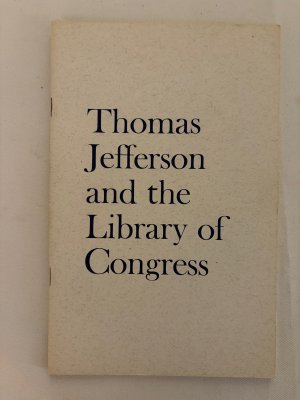 Thomas
Jefferson
and the
Library of
Congress